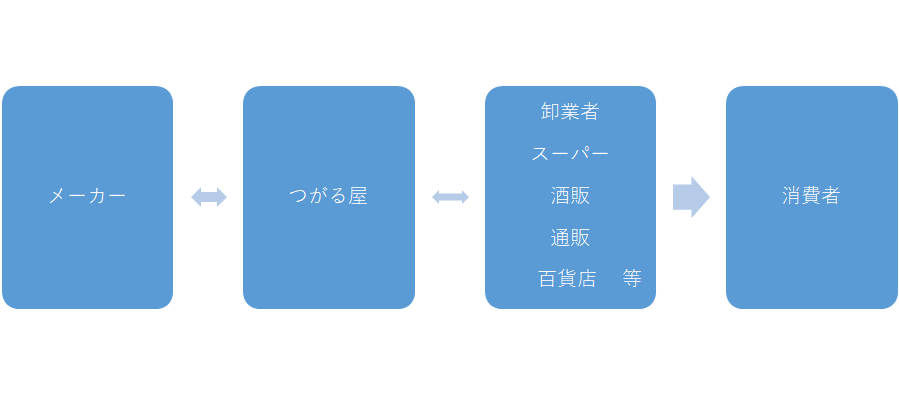 メーカー
つがる屋
卸業者
スーパー
酒販
通販
百貨店　等
消費者